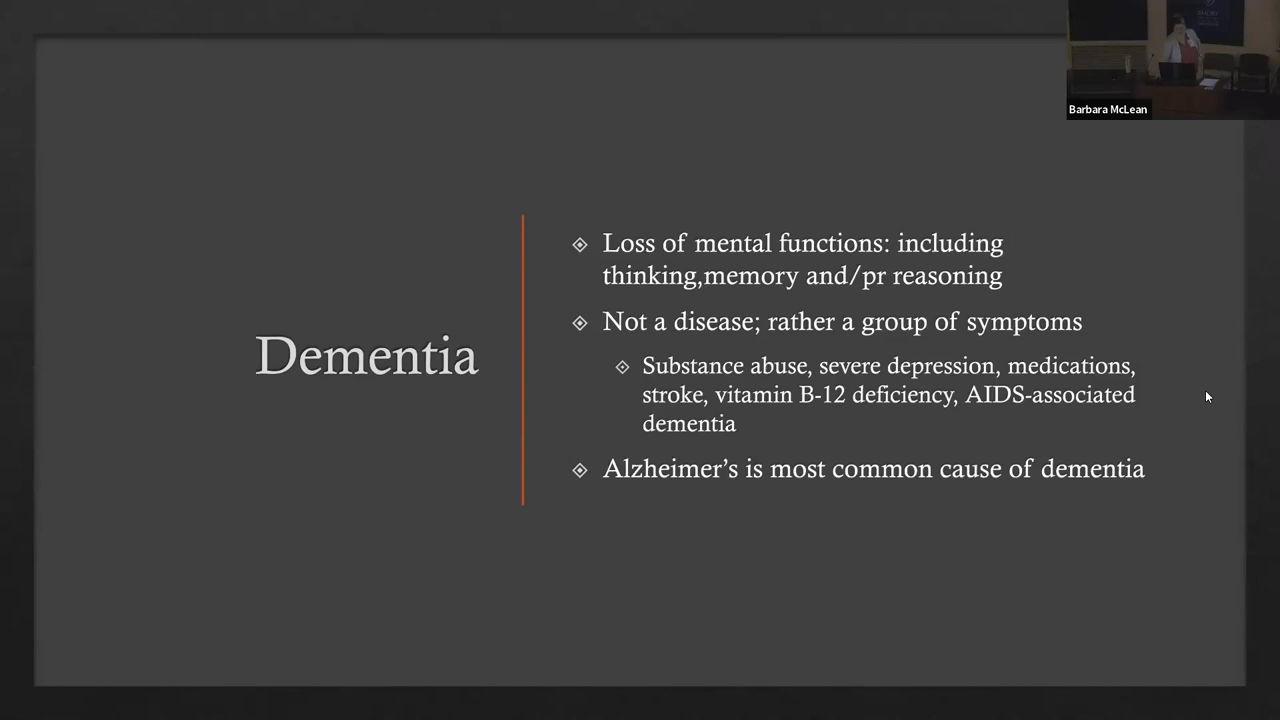 Barbara McLean
Dementia
Loss of mental functions: including
thinking,memory and/pr reasoning
Not a disease; rather a group of symptoms
Substance abuse, severe depression, medications,
stroke, vitamin B-12 deficiency, AIDS-associated
dementia
Alzheimer’s is most common cause of dementia